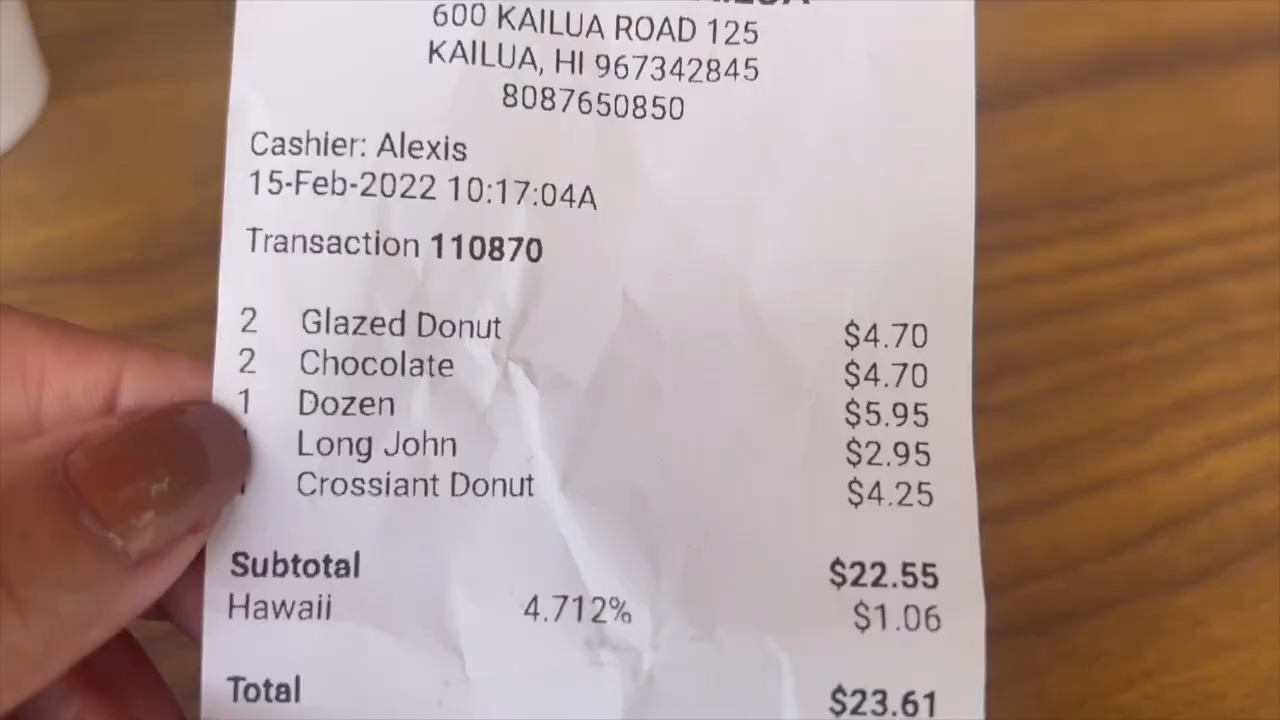 600 KAILUA ROAD 125
KAILUA, HI 967342845
8087650850
Cashier: Alexis
15-Feb-2022 10:17:04A
Transaction 110870
2 Glazed Donut $4.70
2 Chocolate $4.70
1 Dozen $5.95
Long John $2.95
Crossiant Donut $4.25
Subtotal $22.55
Hawaii 4.712% $1.06
Total $23.61